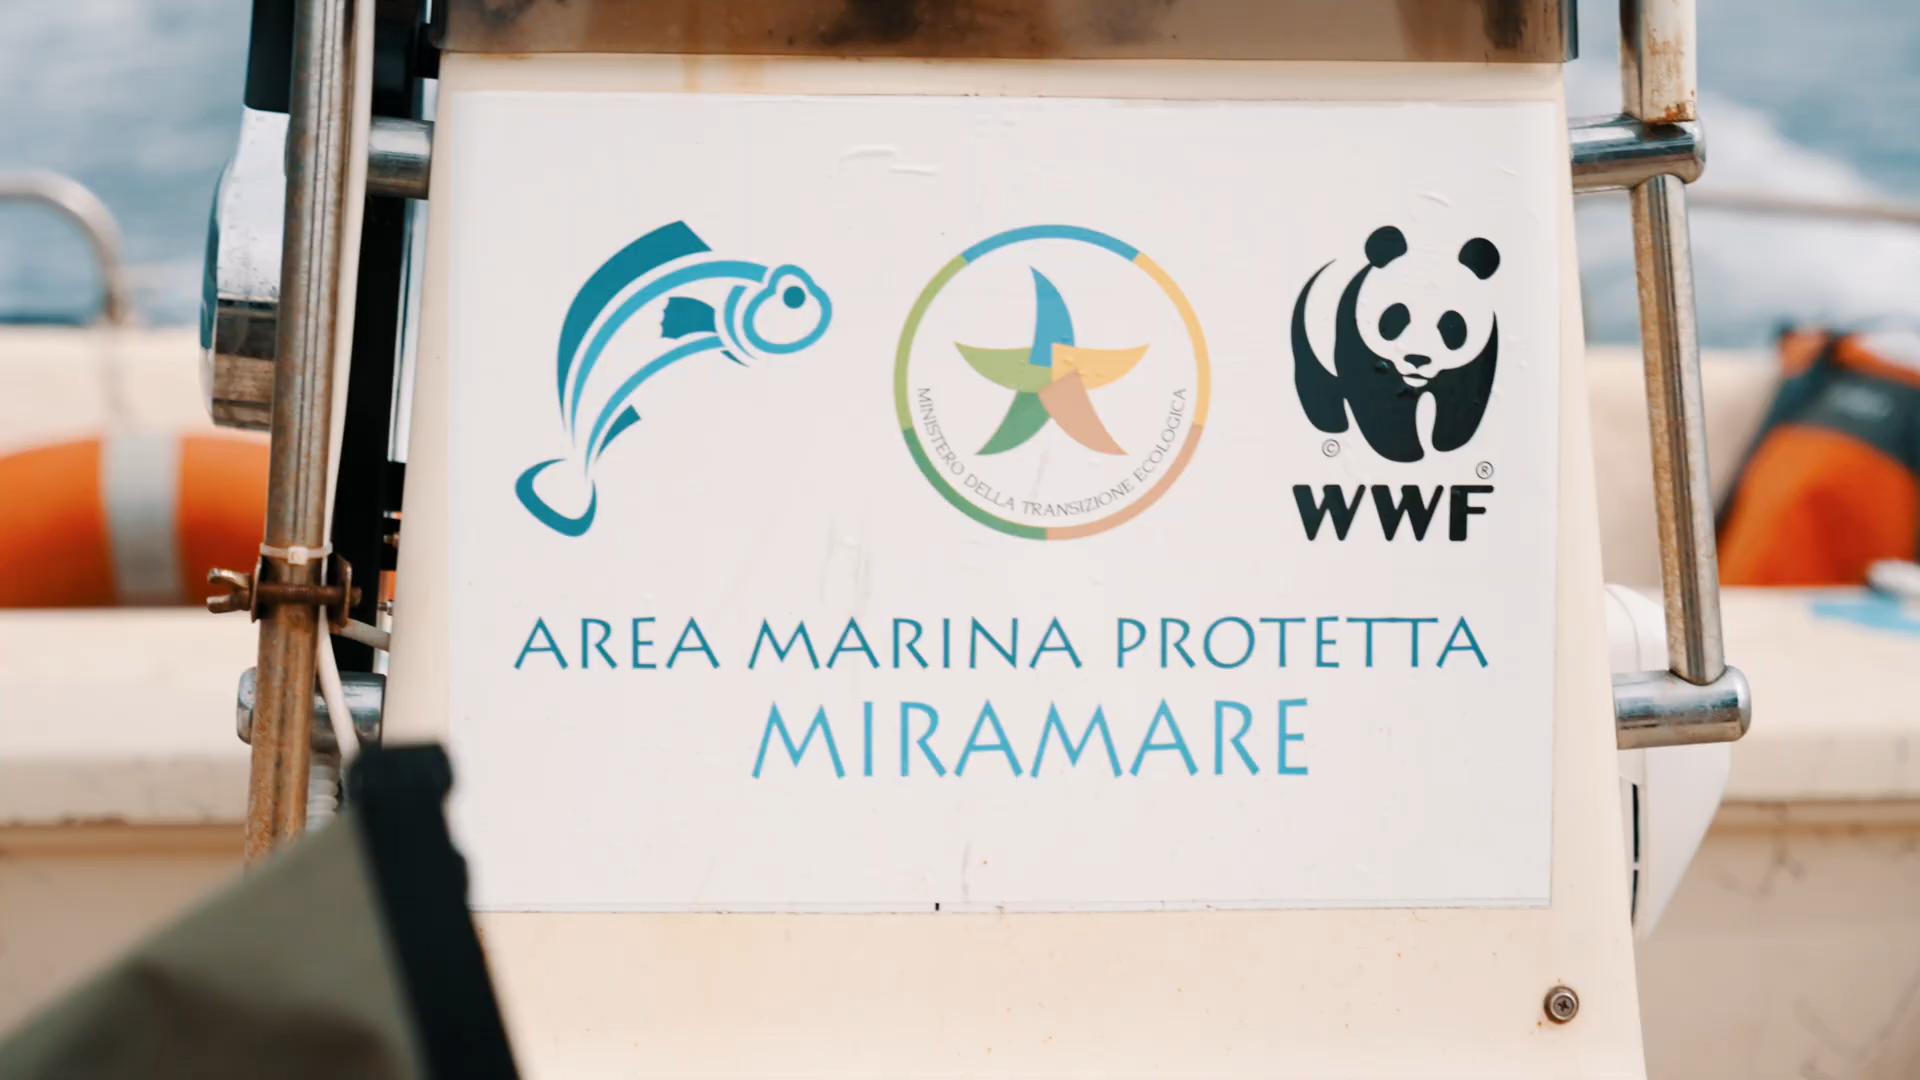 MINISTERO DELLA TRANSIZIONE ECOLOGICA
©
®
WWF
AREA MARINA PROTETTA
MIRAMARE